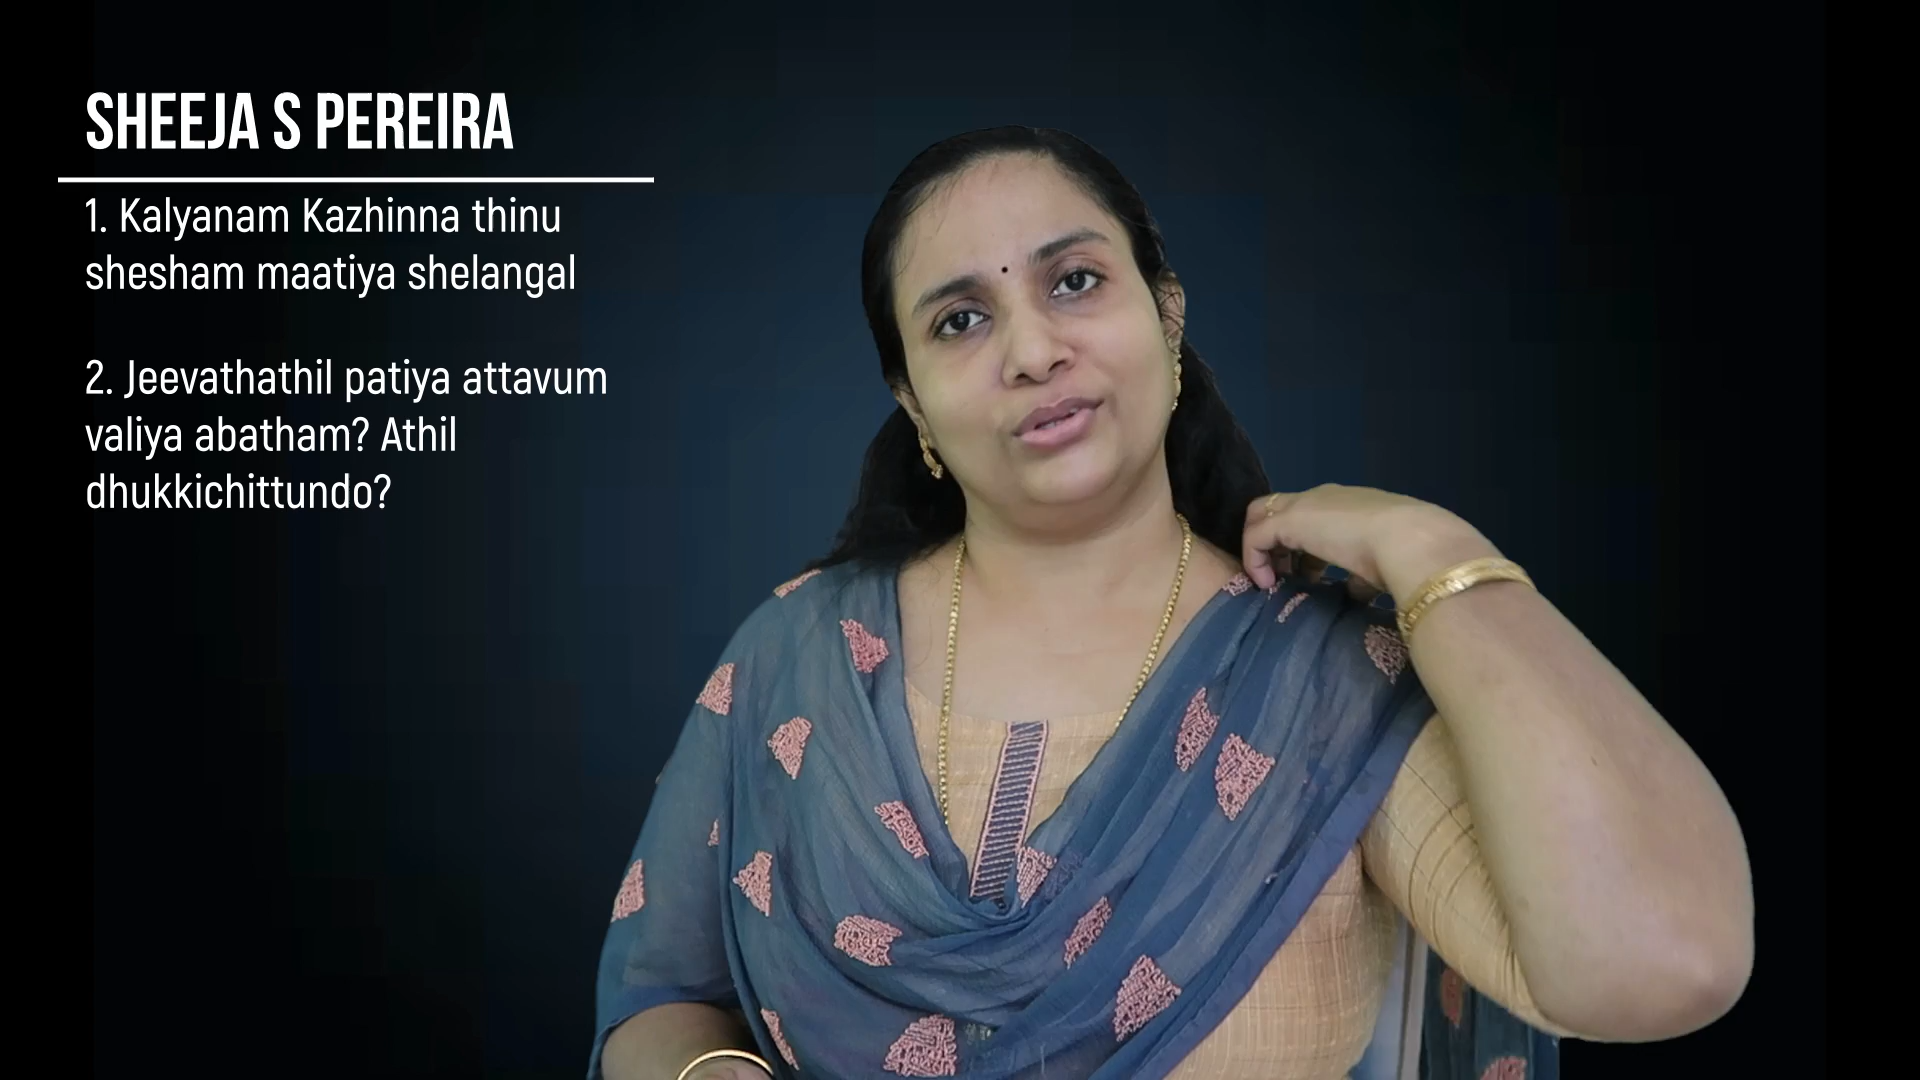 SHEEJA S PEREIRA
1. Kalyanam Kazhinna thinu
shesham maatiya shelangal
2. Jeevathathil patiya attavum
valiya abatham? Athil
dhukkichittundo?